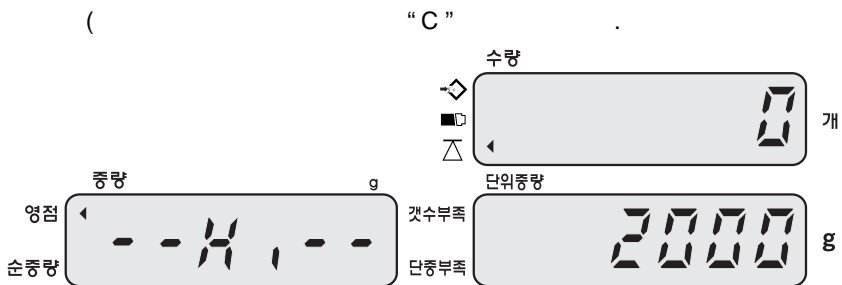 ( “ C ” .
수량
0 개
중량 g 단위중량
영점 --Hi-- 갯수부족 2000 g
순중량 단중부족